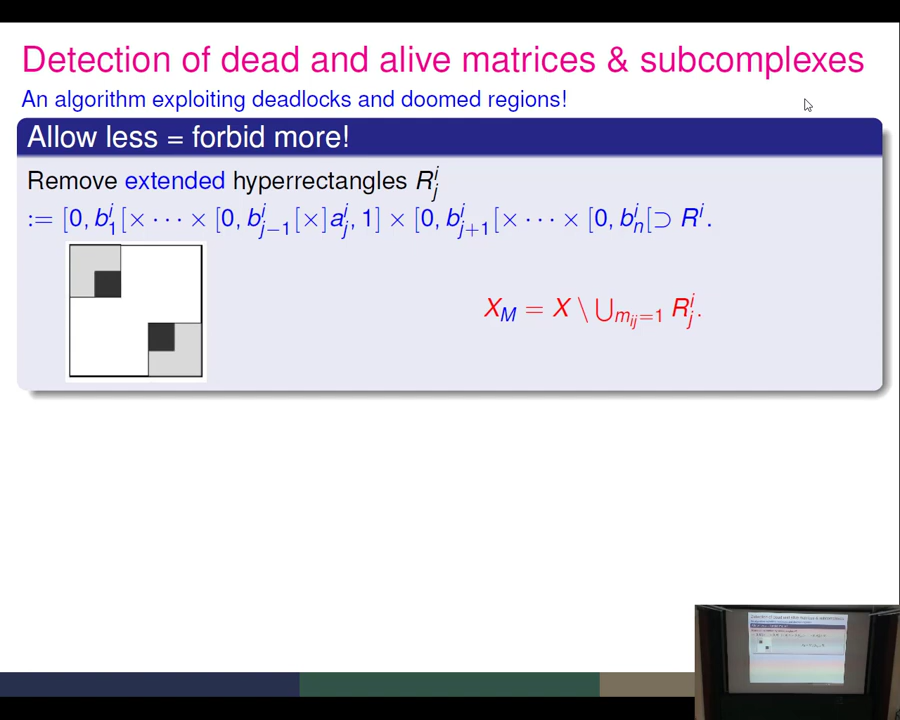 Detection of dead and alive matrices & subcomplexes
An algorithm exploiting deadlocks and doomed regions!
Allow less = forbid more!
Remove extended hyperrectangles R^i_j
:= [0, b^i_1[× ··· × [0, b^i_{j−1}[×]a^i_j, 1] × [0, b^i_{j+1}[× ··· × [0, b^i_n[⊃ R^i.
X_M = X \ ⋃_{m_{ij}=1} R^i_j.